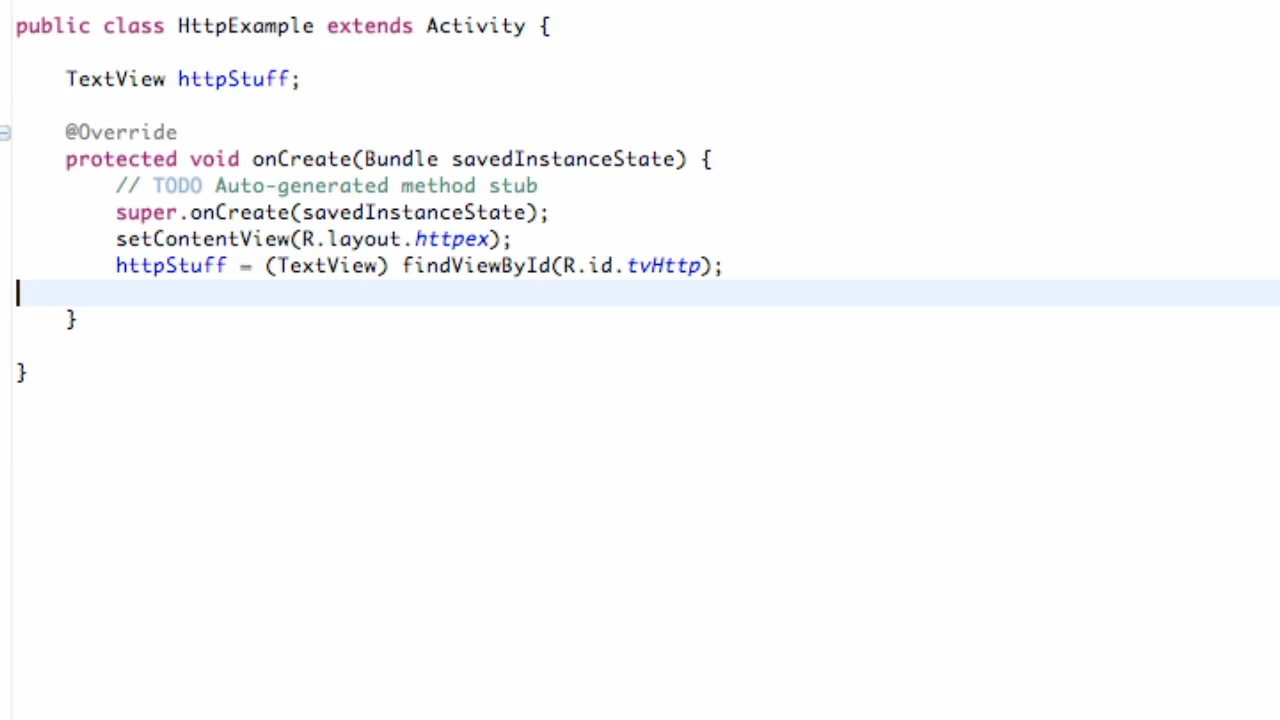 public class HttpExample extends Activity {
TextView httpStuff;
@Override
protected void onCreate(Bundle savedInstanceState) {
// TODO Auto-generated method stub
super.onCreate(savedInstanceState);
setContentView(R.layout.httpex);
httpStuff = (TextView) findViewById(R.id.tvHttp);
}
}